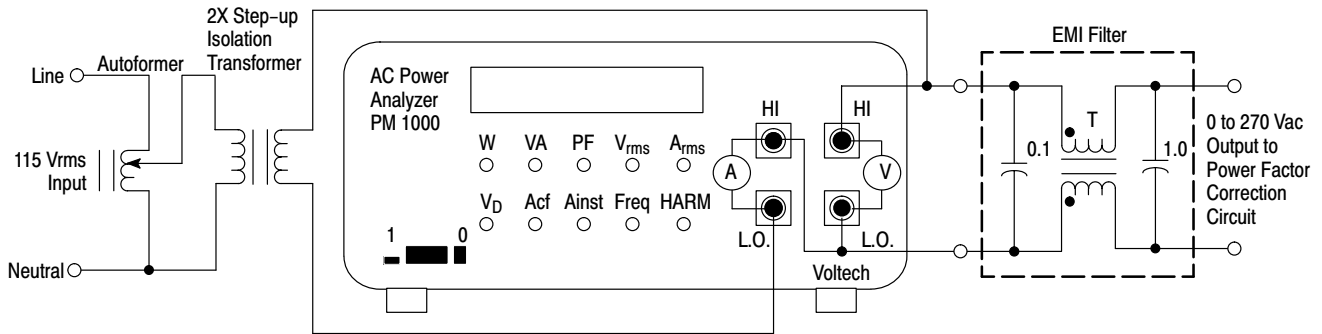 2X Step–up
Isolation
Transformer
Autoformer
Line
115 Vrms
Input
Neutral
AC Power
Analyzer
PM 1000
W VA PF Vrms Arms
VD Acf Ainst Freq HARM
1 0
HI HI
A V
L.O. L.O.
Voltech
EMI Filter
0.1
T
1.0
0 to 270 Vac
Output to
Power Factor
Correction
Circuit